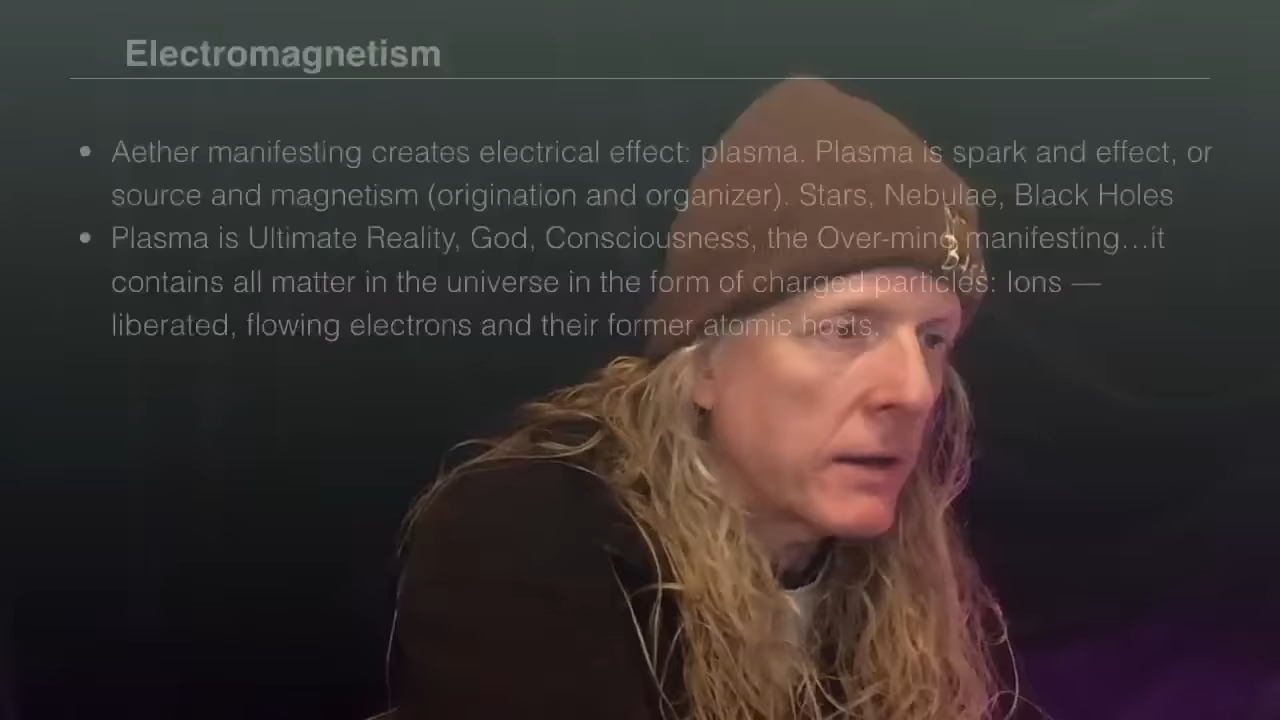 Electromagnetism
• Aether manifesting creates electrical effect: plasma. Plasma is spark and effect, or
source and magnetism (origination and organizer). Stars, Nebulae, Black Holes
• Plasma is Ultimate Reality, God, Consciousness, the Over-mind manifesting...it
contains all matter in the universe in the form of charged particles: Ions —
liberated, flowing electrons and their former atomic hosts.